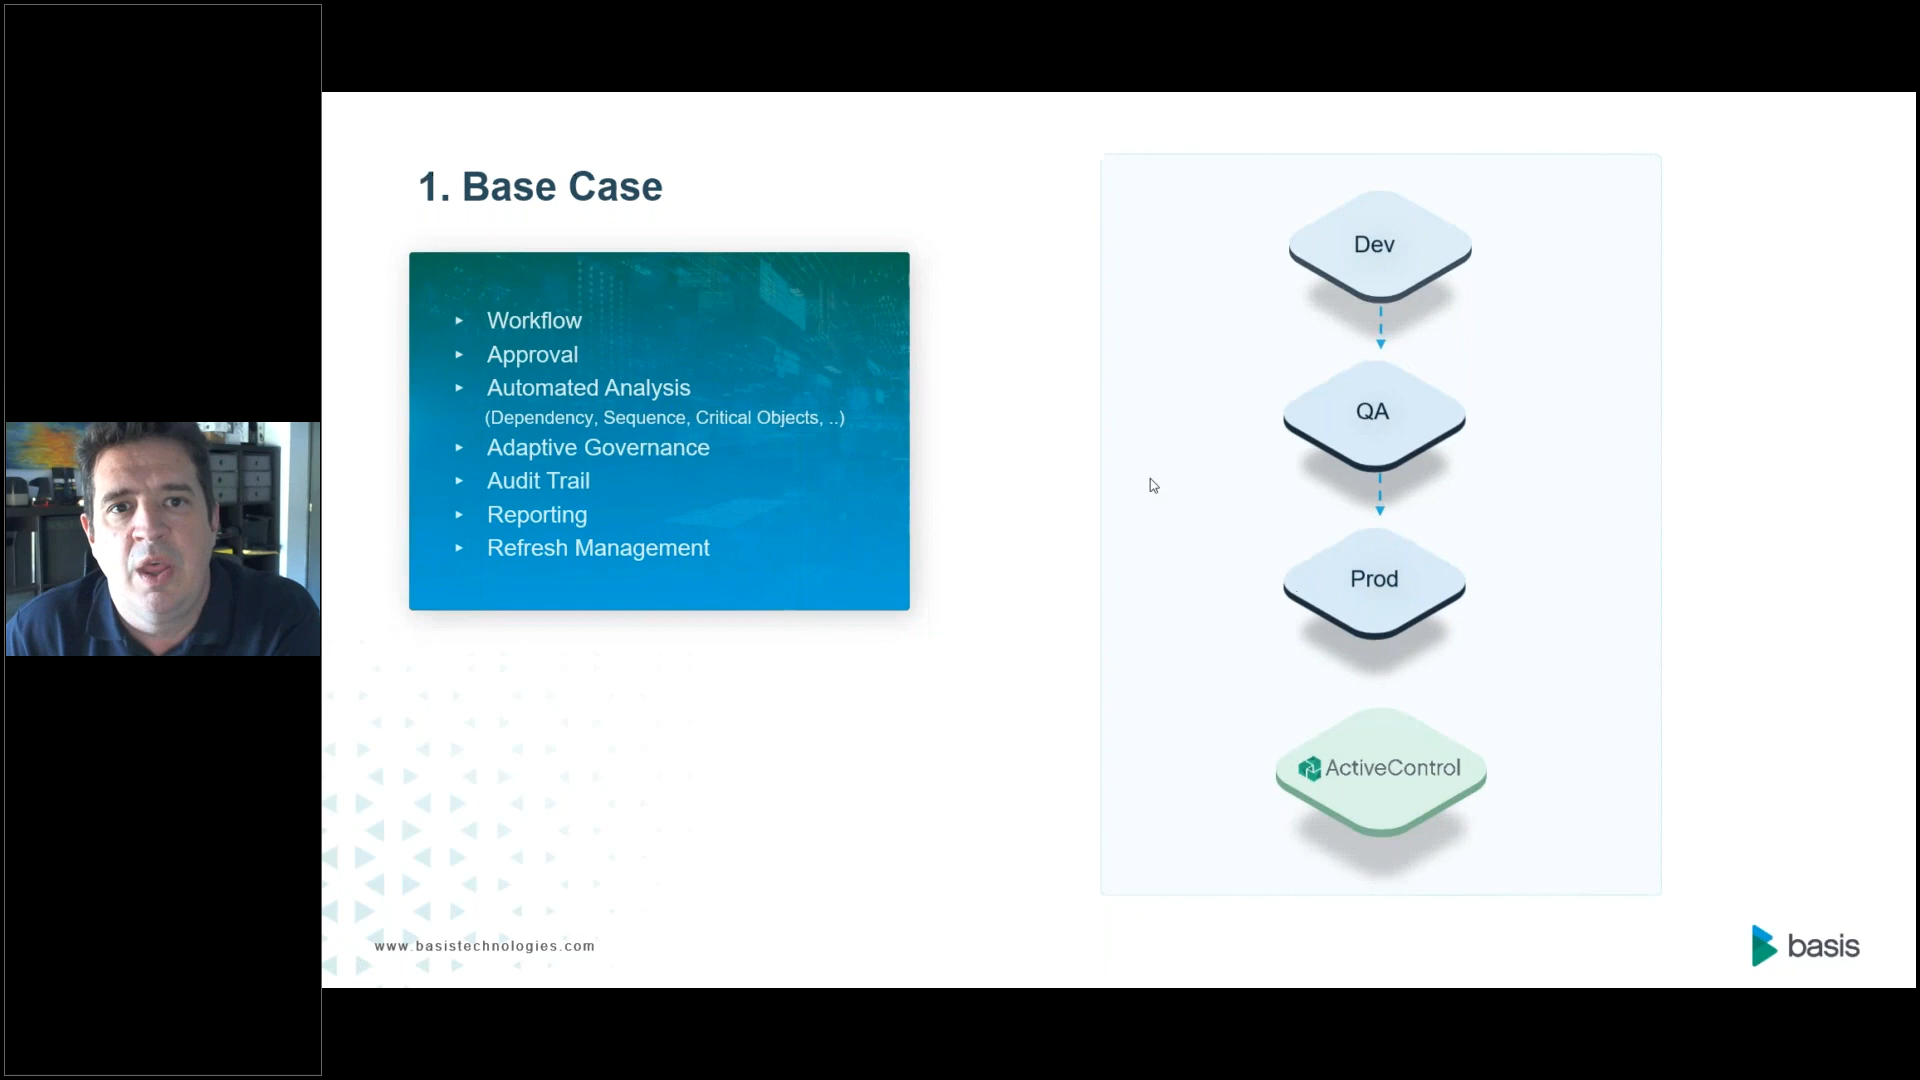 1. Base Case
Workflow
Approval
Automated Analysis
(Dependency, Sequence, Critical Objects, ..)
Adaptive Governance
Audit Trail
Reporting
Refresh Management
Dev
QA
Prod
ActiveControl
www.basistechnologies.com
basis